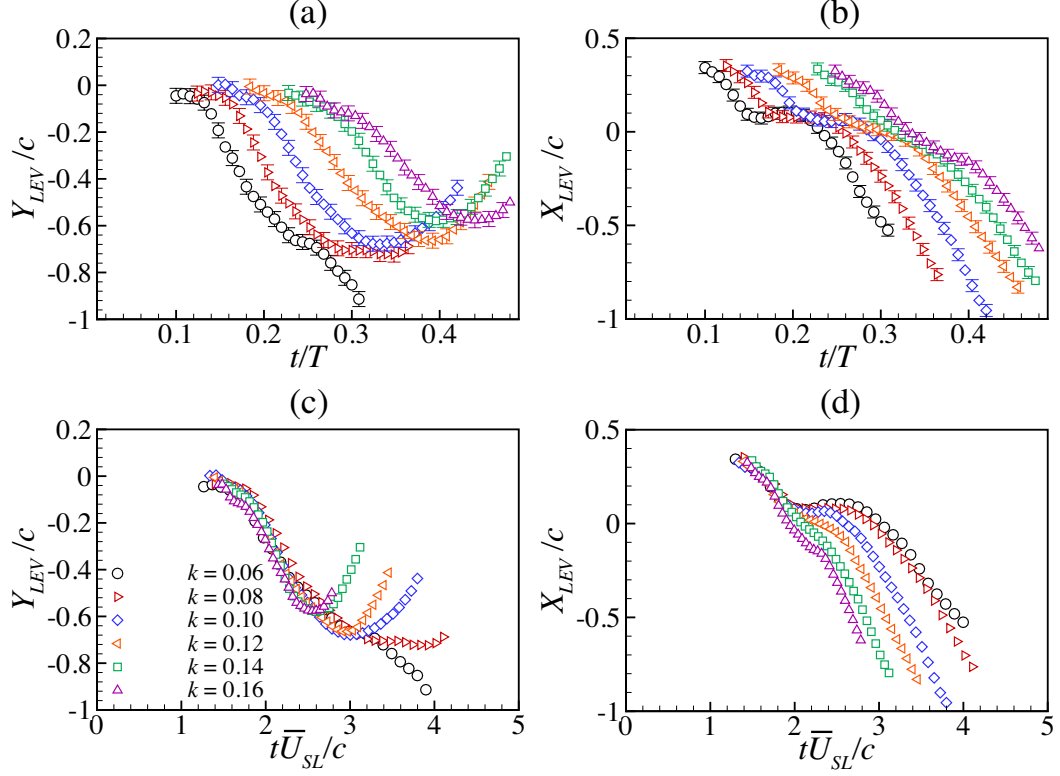 (a)
0.2
0
-0.2
-0.4
-0.6
-0.8
-1
Y_LEV/c
0.1 0.2 0.3 0.4
t/T
(b)
0.5
0
-0.5
-1
X_LEV/c
0.1 0.2 0.3 0.4
t/T
(c)
0.2
0
-0.2
-0.4
-0.6
-0.8
-1
Y_LEV/c
k = 0.06
k = 0.08
k = 0.10
k = 0.12
k = 0.14
k = 0.16
0 1 2 3 4 5
tU̅_SL/c
(d)
0.5
0
-0.5
-1
X_LEV/c
0 1 2 3 4 5
tU̅_SL/c